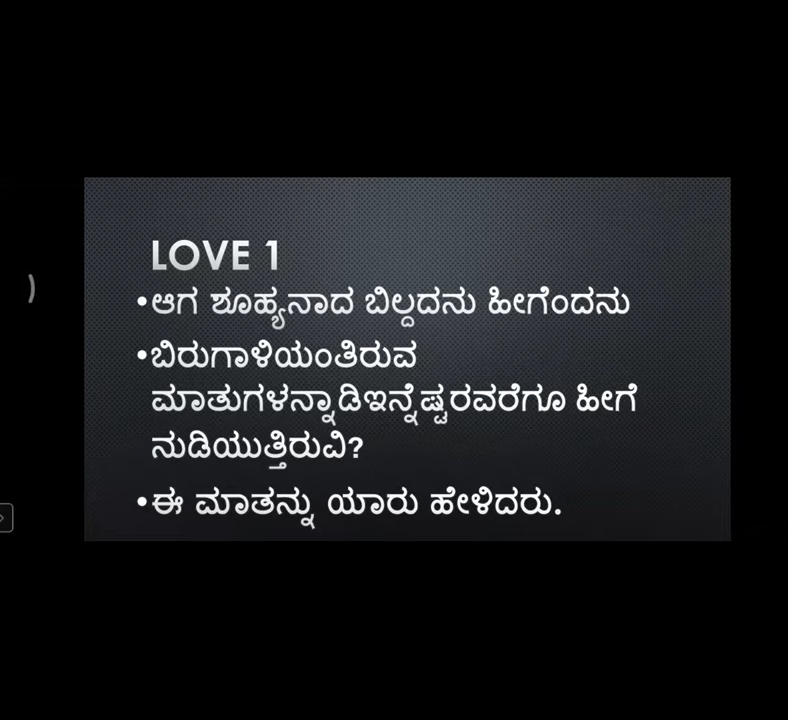 LOVE 1
•ಆಗ ಶೂಹ್ಯನಾದ ಬಿಲ್ದದನು ಹೀಗೆಂದನು
•ಬಿರುಗಾಳಿಯಂತಿರುವ
ಮಾತುಗಳನ್ನಾಡಿಇನ್ನೆಷ್ಟರವರೆಗೂ ಹೀಗೆ
ನುಡಿಯುತ್ತಿರುವಿ?
•ಈ ಮಾತನ್ನು ಯಾರು ಹೇಳಿದರು.